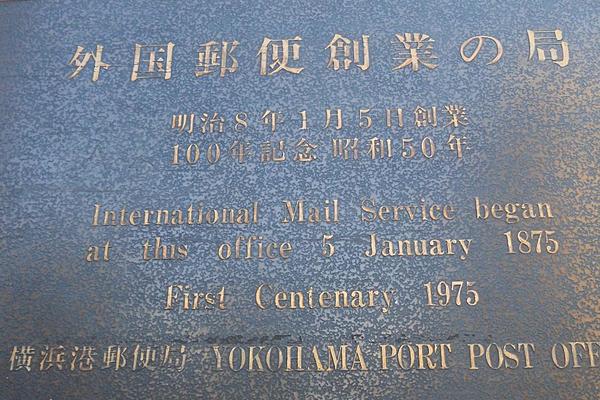 外国郵便創業の局
明治8年1月5日創業
100年記念 昭和50年
International Mail Service began
at this office 5 January 1875
First Centenary 1975
横浜港郵便局 YOKOHAMA PORT POST OFF